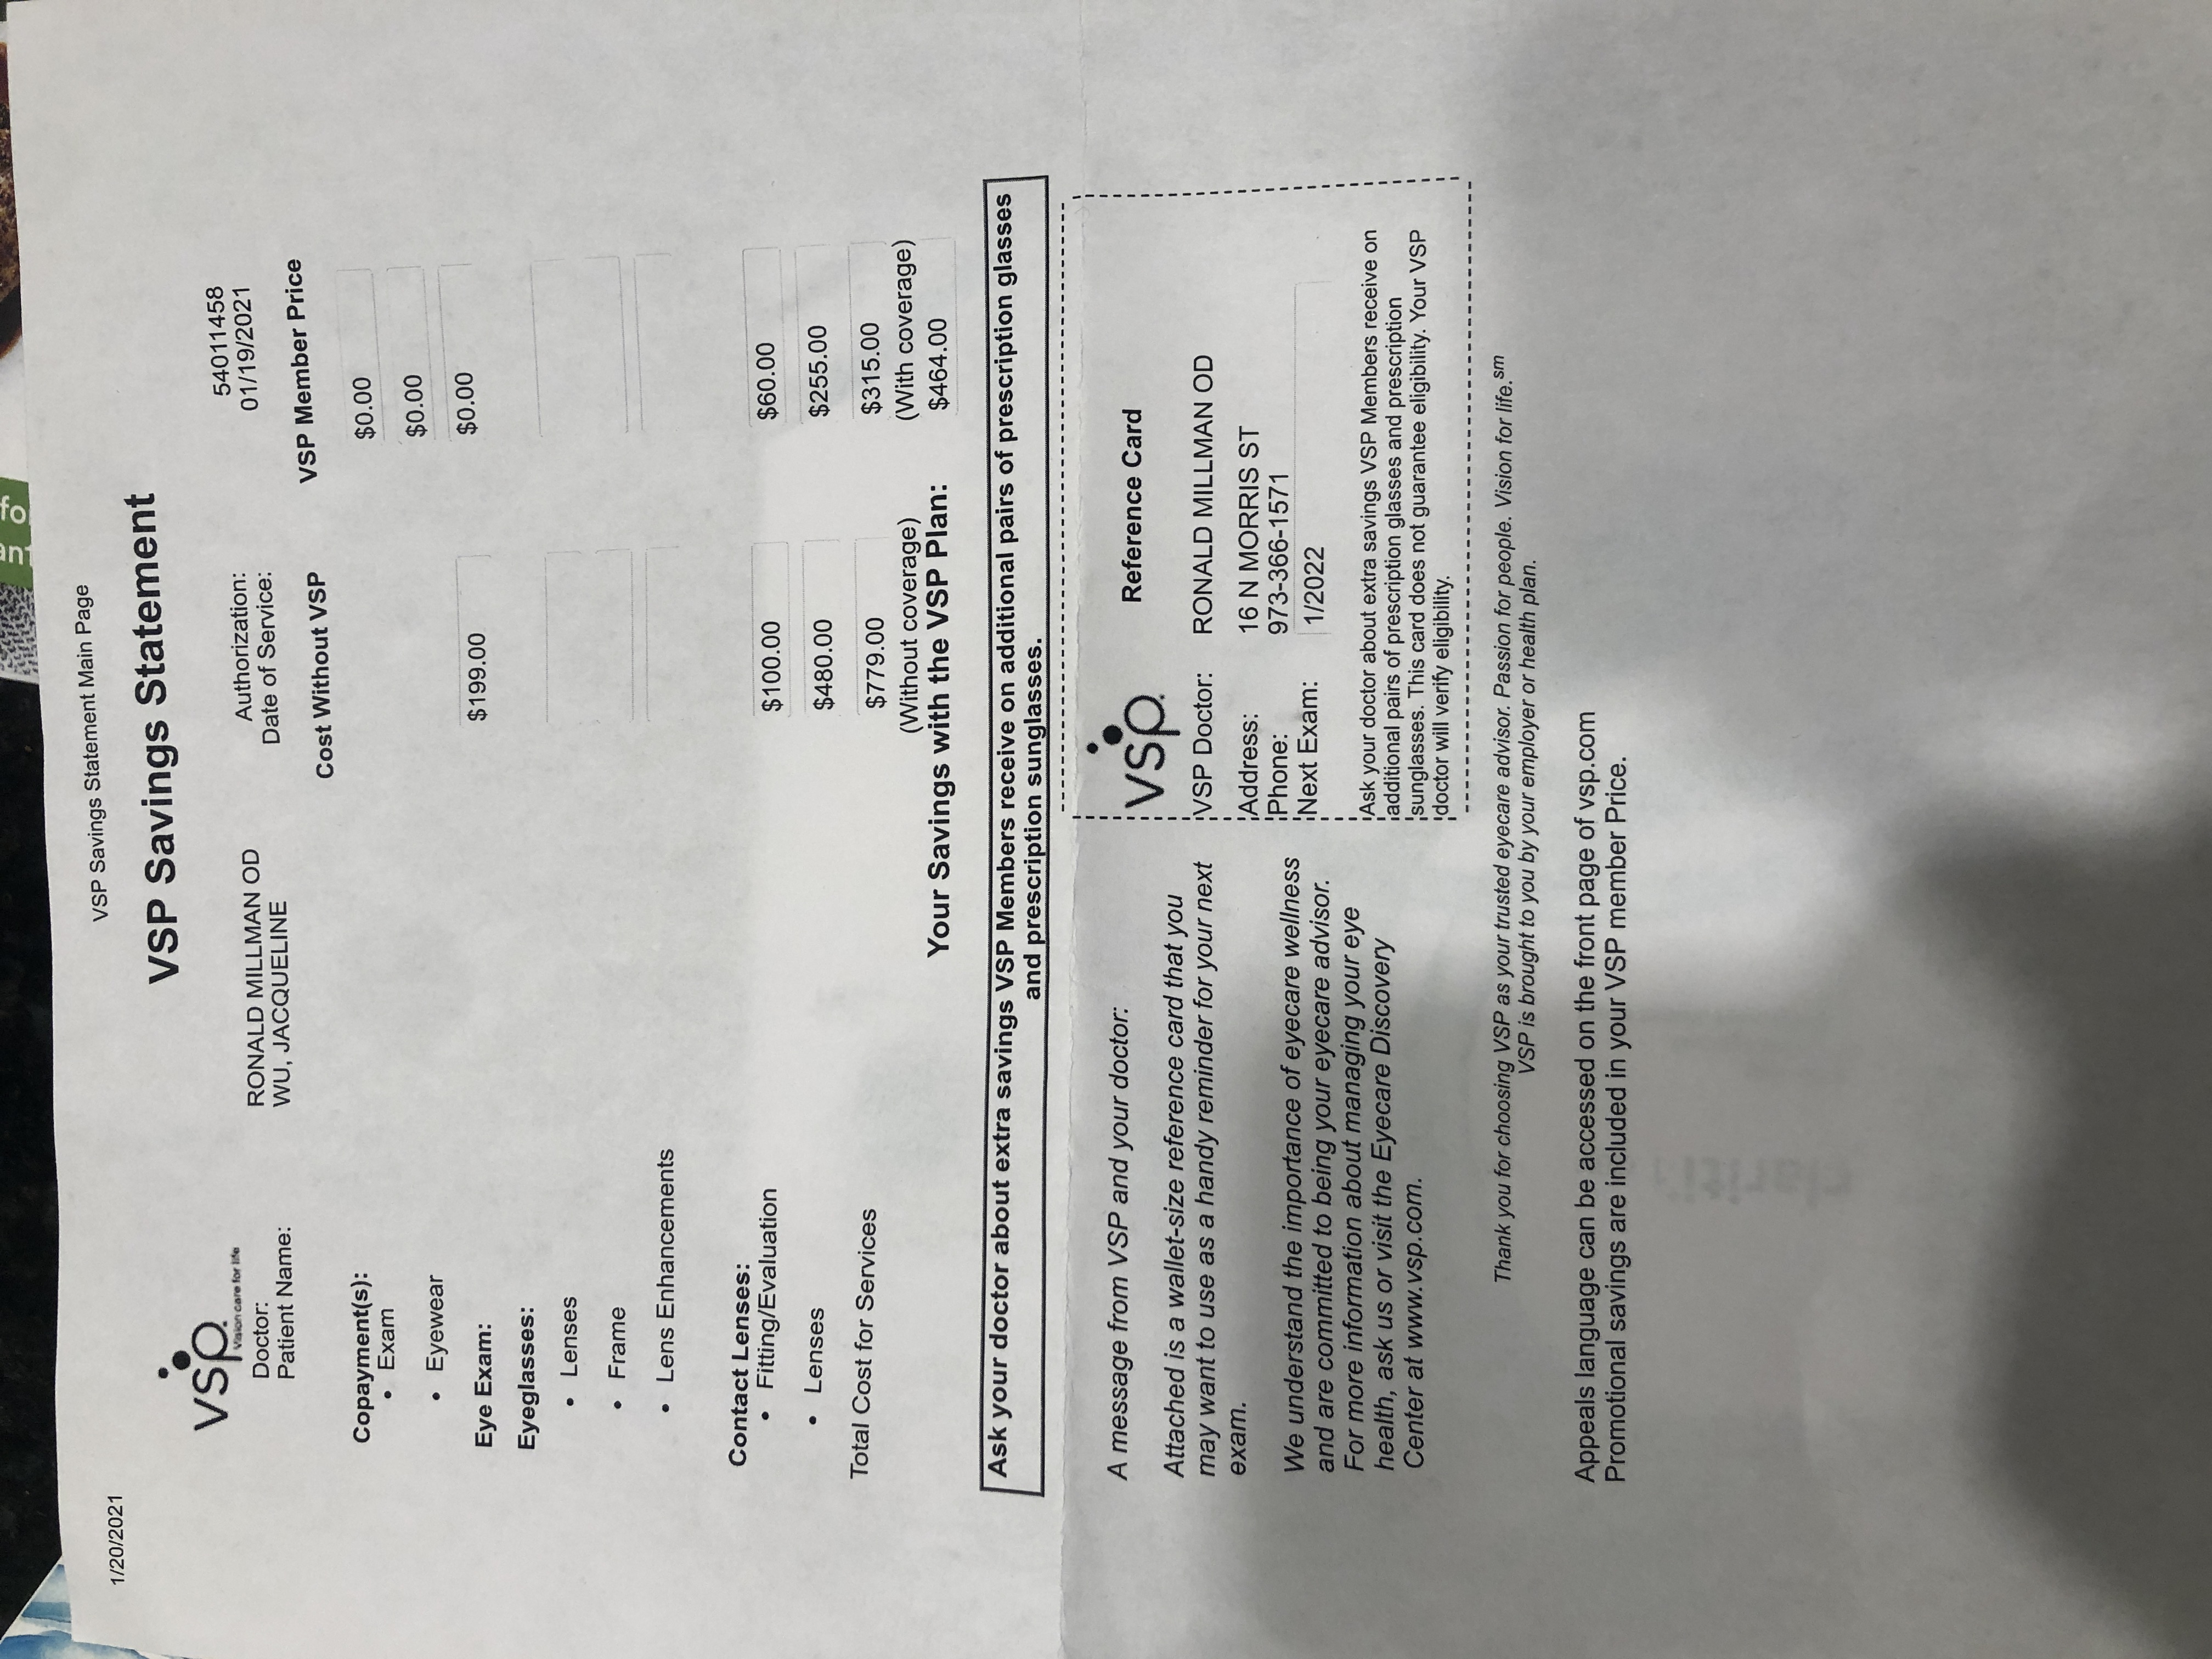 fo
an
1/20/2021
VSP Savings Statement Main Page
VSP Savings Statement
vsp.
Vision care for life
Doctor: RONALD MILLMAN OD Authorization: 54011458
Patient Name: WU, JACQUELINE Date of Service: 01/19/2021
Cost Without VSP VSP Member Price
Copayment(s):
• Exam $0.00
• Eyewear $0.00
Eye Exam: $199.00 $0.00
Eyeglasses:
• Lenses
• Frame
• Lens Enhancements
Contact Lenses:
• Fitting/Evaluation $100.00 $60.00
• Lenses $480.00 $255.00
Total Cost for Services $779.00 $315.00
(Without coverage) (With coverage)
Your Savings with the VSP Plan: $464.00
Ask your doctor about extra savings VSP Members receive on additional pairs of prescription glasses
and prescription sunglasses.
A message from VSP and your doctor:
Attached is a wallet-size reference card that you
may want to use as a handy reminder for your next
exam.
We understand the importance of eyecare wellness
and are committed to being your eyecare advisor.
For more information about managing your eye
health, ask us or visit the Eyecare Discovery
Center at www.vsp.com.
vsp. Reference Card
VSP Doctor: RONALD MILLMAN OD
Address: 16 N MORRIS ST
Phone: 973-366-1571
Next Exam: 1/2022
Ask your doctor about extra savings VSP Members receive on
additional pairs of prescription glasses and prescription
sunglasses. This card does not guarantee eligibility. Your VSP
doctor will verify eligibility.
Thank you for choosing VSP as your trusted eyecare advisor. Passion for people. Vision for life.sm
VSP is brought to you by your employer or health plan.
Appeals language can be accessed on the front page of vsp.com
Promotional savings are included in your VSP member Price.